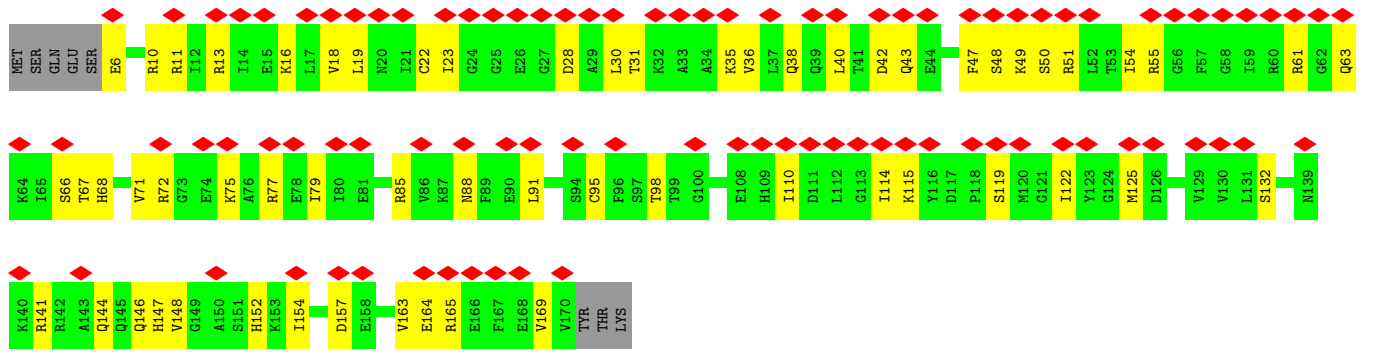 MET SER GLN GLU SER E6 R10 R11 I12 R13 I14 E15 K16 L17 V18 L19 N20 I21 C22 I23 G24 G25 E26 G27 D28 A29 L30 T31 K32 A33 A34 K35 V36 L37 Q38 Q39 L40 T41 D42 Q43 E44 F47 S48 K49 S50 R51 L52 T53 I54 R55 G56 F57 G58 I59 R60 R61 G62 Q63
K64 I65 S66 T67 H68 V71 R72 G73 E74 K75 A76 R77 E78 I79 I80 E81 R85 V86 K87 N88 F89 E90 L91 S94 C95 F96 S97 T98 T99 G100 E108 H109 I110 D111 L112 G113 I114 K115 Y116 D117 P118 S119 M120 G121 I122 Y123 G124 M125 D126 V129 V130 L131 S132 N139
K140 R141 R142 A143 Q144 Q145 Q146 H147 V148 G149 A150 S151 H152 K153 I154 D157 E158 V163 E164 R165 E166 F167 E168 V169 V170 TYR THR LYS